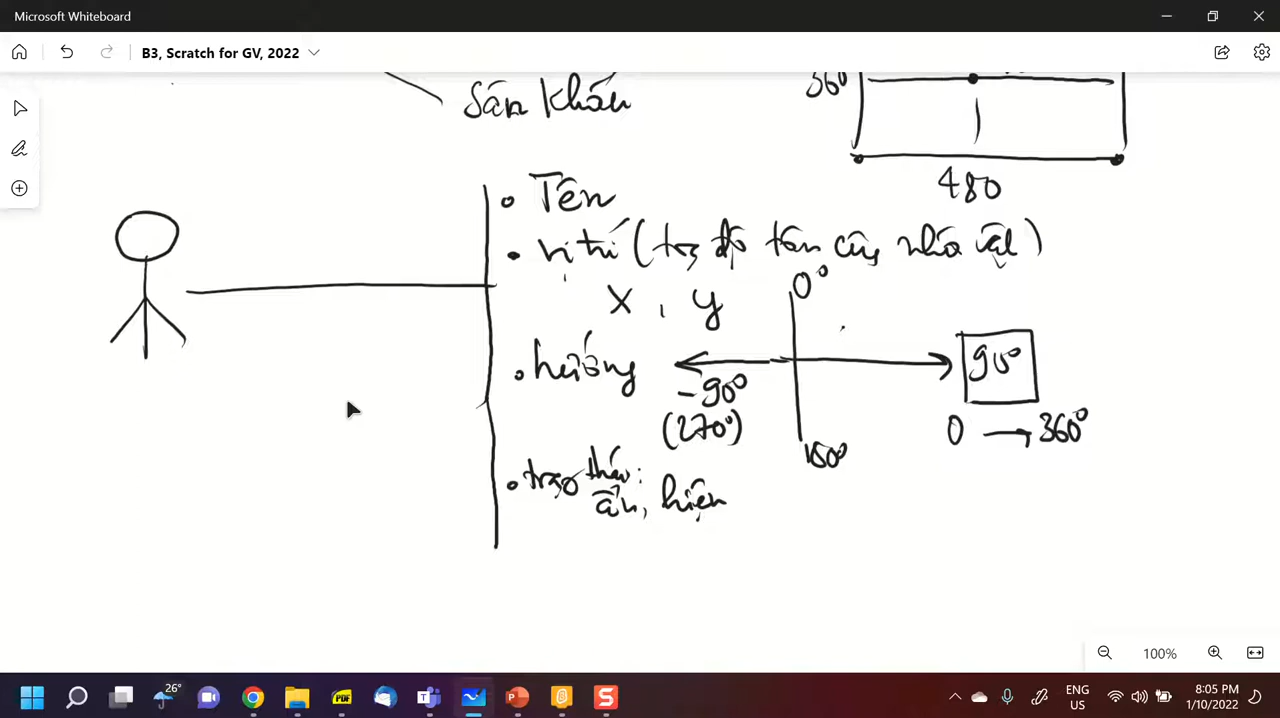 Microsoft Whiteboard
B3, Scratch for GV, 2022
Sân Khấu
360
480
• Tên
• vị trí (tọa độ tâm của nhân vật)
X, y
0°
• hướng
-90°
(270°)
90°
0 → 360°
180°
• trạng thái:
ẩn, hiện
100%
26°
PDF
ENG
US
8:05 PM
1/10/2022